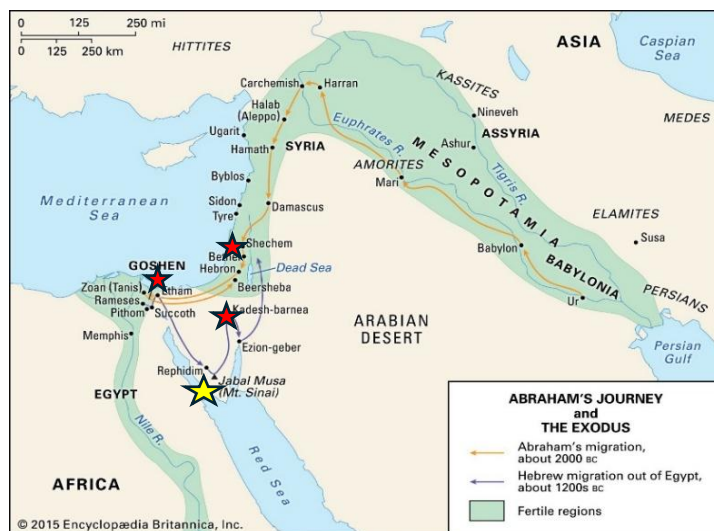 0 125 250 mi
0 125 250 km
HITTITES
ASIA
Caspian
Sea
Carchemish
Harran
KASSITES
Halab
(Aleppo)
Nineveh
MEDES
Ugarit
Euphrates R.
ASSYRIA
Hamath
SYRIA
Ashur
MESOPOTAMIA
Byblos
AMORITES
Tigris R.
Mediterranean
Sea
Mari
Sidon
Damascus
Tyre
ELAMITES
Susa
Shechem
Babylon
BABYLONIA
GOSHEN
Hebron
Dead Sea
Zoan (Tanis)
Etham
Beersheba
Ur
PERSIANS
Rameses
Kadesh-barnea
Pithom
Succoth
ARABIAN
DESERT
Memphis
Ezion-geber
Persian
Gulf
Rephidim
Jabal Musa
(Mt. Sinai)
EGYPT
Nile R.
Red Sea
AFRICA
ABRAHAM'S JOURNEY
and
THE EXODUS
Abraham's migration,
about 2000 BC
Hebrew migration out of Egypt,
about 1200s BC
Fertile regions
© 2015 Encyclopædia Britannica, Inc.